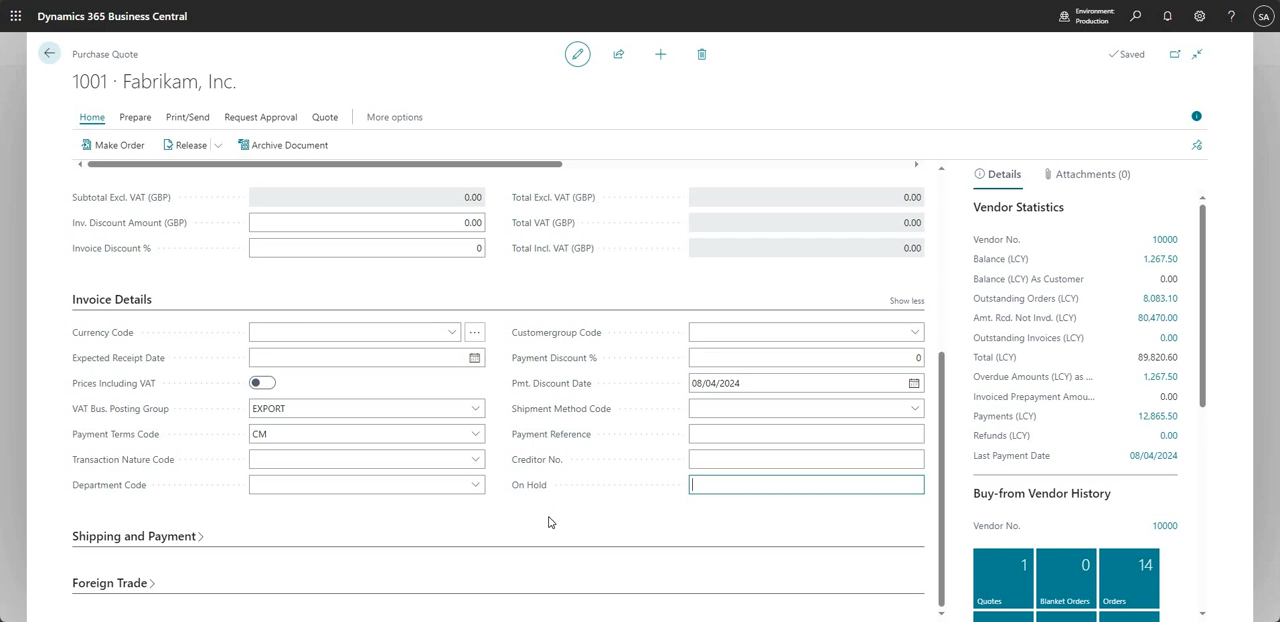 Dynamics 365 Business Central
Environment:
Production
SA
Purchase Quote
Saved
1001 · Fabrikam, Inc.
Home Prepare Print/Send Request Approval Quote More options
Make Order Release Archive Document
Details Attachments (0)
Subtotal Excl. VAT (GBP) 0.00 Total Excl. VAT (GBP) 0.00
Inv. Discount Amount (GBP) 0.00 Total VAT (GBP) 0.00
Invoice Discount % 0 Total Incl. VAT (GBP) 0.00
Invoice Details Show less
Currency Code Customergroup Code
Expected Receipt Date Payment Discount % 0
Prices Including VAT Pmt. Discount Date 08/04/2024
VAT Bus. Posting Group EXPORT Shipment Method Code
Payment Terms Code CM Payment Reference
Transaction Nature Code Creditor No.
Department Code On Hold
Shipping and Payment
Foreign Trade
Vendor Statistics
Vendor No. 10000
Balance (LCY) 1,267.50
Balance (LCY) As Customer 0.00
Outstanding Orders (LCY) 8,083.10
Amt. Rcd. Not Invd. (LCY) 80,470.00
Outstanding Invoices (LCY) 0.00
Total (LCY) 89,820.60
Overdue Amounts (LCY) as ... 1,267.50
Invoiced Prepayment Amou... 0.00
Payments (LCY) 12,865.50
Refunds (LCY) 0.00
Last Payment Date 08/04/2024
Buy-from Vendor History
Vendor No. 10000
1 0 14
Quotes Blanket Orders Orders